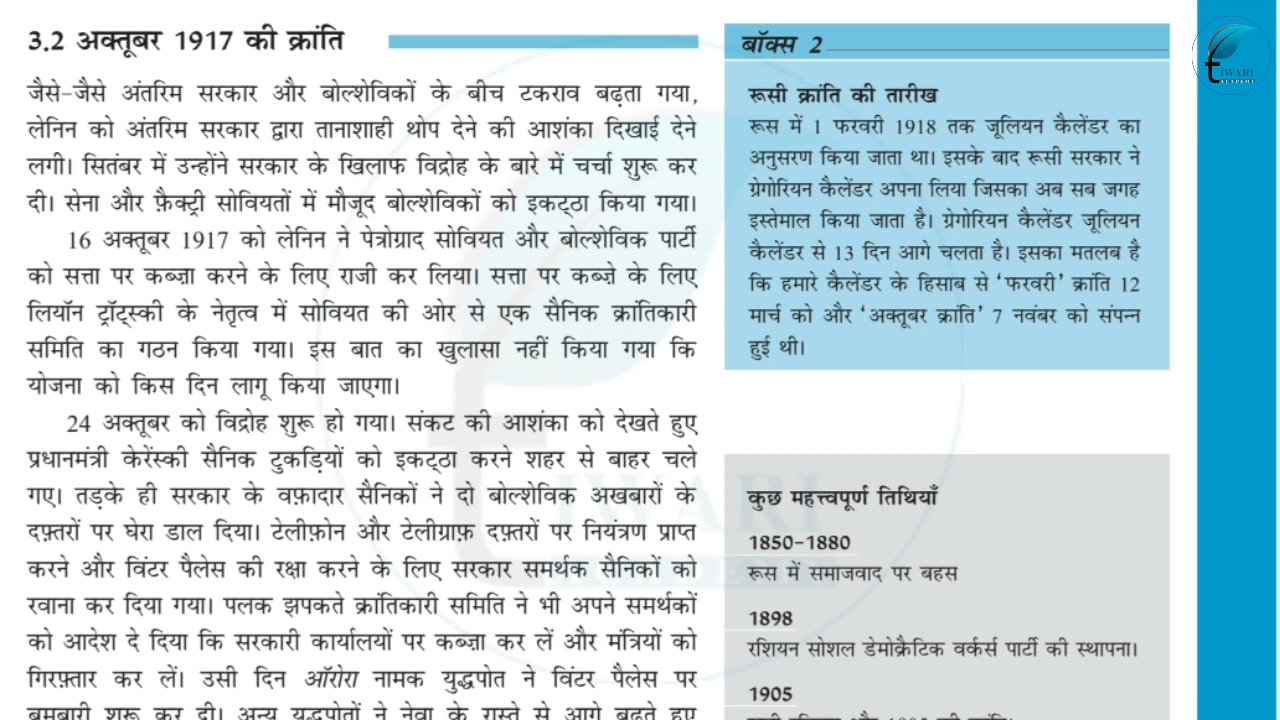 3.2 अक्तूबर 1917 की क्रांति
जैसे-जैसे अंतरिम सरकार और बोल्शेविकों के बीच टकराव बढ़ता गया,
लेनिन को अंतरिम सरकार द्वारा तानाशाही थोप देने की आशंका दिखाई देने
लगी। सितंबर में उन्होंने सरकार के खिलाफ विद्रोह के बारे में चर्चा शुरू कर
दी। सेना और फ़ैक्ट्री सोवियतों में मौजूद बोल्शेविकों को इकट्ठा किया गया।
16 अक्तूबर 1917 को लेनिन ने पेत्रोग्राद सोवियत और बोल्शेविक पार्टी
को सत्ता पर कब्ज़ा करने के लिए राजी कर लिया। सत्ता पर कब्ज़े के लिए
लियॉन ट्रॉट्स्की के नेतृत्व में सोवियत की ओर से एक सैनिक क्रांतिकारी
समिति का गठन किया गया। इस बात का खुलासा नहीं किया गया कि
योजना को किस दिन लागू किया जाएगा।
24 अक्तूबर को विद्रोह शुरू हो गया। संकट की आशंका को देखते हुए
प्रधानमंत्री केरेंस्की सैनिक टुकड़ियों को इकट्ठा करने शहर से बाहर चले
गए। तड़के ही सरकार के वफ़ादार सैनिकों ने दो बोल्शेविक अखबारों के
दफ़्तरों पर घेरा डाल दिया। टेलीफ़ोन और टेलीग्राफ़ दफ़्तरों पर नियंत्रण प्राप्त
करने और विंटर पैलेस की रक्षा करने के लिए सरकार समर्थक सैनिकों को
रवाना कर दिया गया। पलक झपकते क्रांतिकारी समिति ने भी अपने समर्थकों
को आदेश दे दिया कि सरकारी कार्यालयों पर कब्ज़ा कर लें और मंत्रियों को
गिरफ़्तार कर लें। उसी दिन ऑरोरा नामक युद्धपोत ने विंटर पैलेस पर
बमबारी शुरू कर दी। अन्य युद्धपोतों ने नेवा के रास्ते से आगे बढ़ते हुए
बॉक्स 2
रूसी क्रांति की तारीख
रूस में 1 फरवरी 1918 तक जूलियन कैलेंडर का
अनुसरण किया जाता था। इसके बाद रूसी सरकार ने
ग्रेगोरियन कैलेंडर अपना लिया जिसका अब सब जगह
इस्तेमाल किया जाता है। ग्रेगोरियन कैलेंडर जूलियन
कैलेंडर से 13 दिन आगे चलता है। इसका मतलब है
कि हमारे कैलेंडर के हिसाब से ‘फरवरी’ क्रांति 12
मार्च को और ‘अक्तूबर क्रांति’ 7 नवंबर को संपन्न
हुई थी।
कुछ महत्त्वपूर्ण तिथियाँ
1850-1880
रूस में समाजवाद पर बहस
1898
रशियन सोशल डेमोक्रैटिक वर्कर्स पार्टी की स्थापना।
1905
TIWARI
ACADEMY